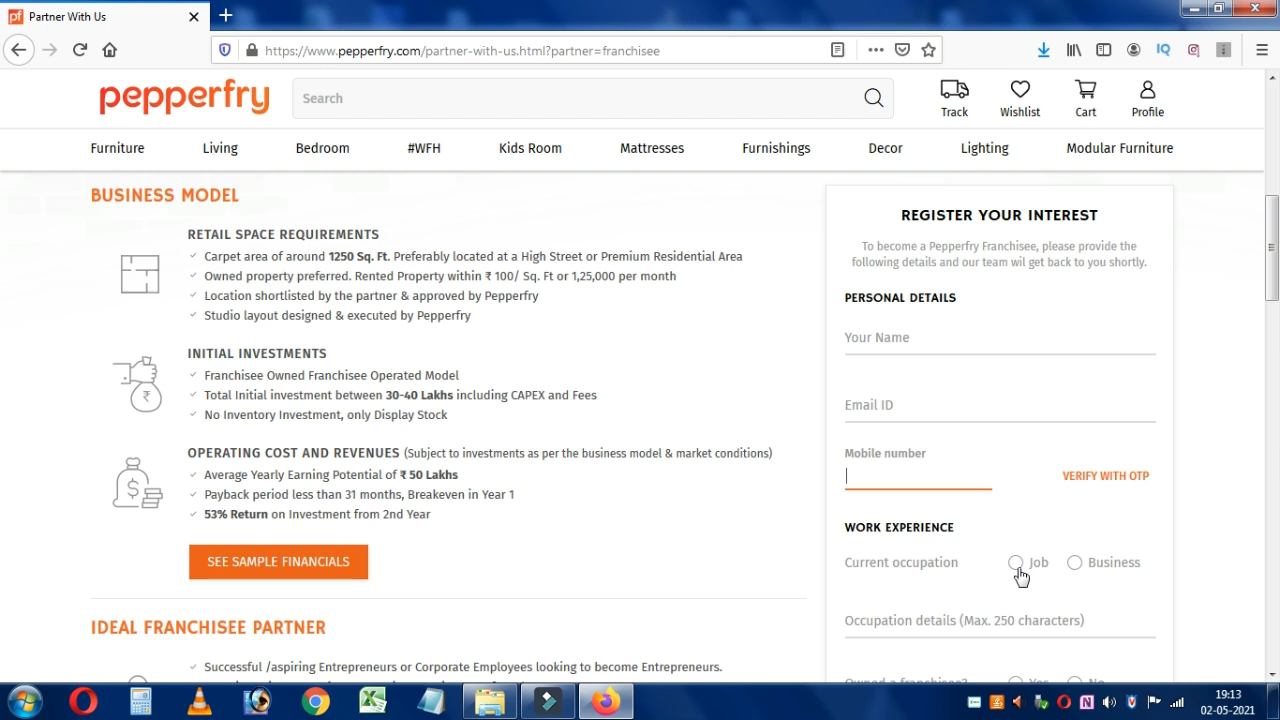 Partner With Us
https://www.pepperfry.com/partner-with-us.html?partner=franchisee
pepperfry
Search
Track
Wishlist
Cart
Profile
Furniture
Living
Bedroom
#WFH
Kids Room
Mattresses
Furnishings
Decor
Lighting
Modular Furniture
BUSINESS MODEL
RETAIL SPACE REQUIREMENTS
Carpet area of around 1250 Sq. Ft. Preferably located at a High Street or Premium Residential Area
Owned property preferred. Rented Property within ₹ 100/ Sq. Ft or 1,25,000 per month
Location shortlisted by the partner & approved by Pepperfry
Studio layout designed & executed by Pepperfry
INITIAL INVESTMENTS
Franchisee Owned Franchisee Operated Model
Total Initial investment between 30-40 Lakhs including CAPEX and Fees
No Inventory Investment, only Display Stock
OPERATING COST AND REVENUES (Subject to investments as per the business model & market conditions)
Average Yearly Earning Potential of ₹ 50 Lakhs
Payback period less than 31 months, Breakeven in Year 1
53% Return on Investment from 2nd Year
SEE SAMPLE FINANCIALS
IDEAL FRANCHISEE PARTNER
Successful /aspiring Entrepreneurs or Corporate Employees looking to become Entrepreneurs.
REGISTER YOUR INTEREST
To become a Pepperfry Franchisee, please provide the
following details and our team wil get back to you shortly.
PERSONAL DETAILS
Your Name
Email ID
Mobile number
VERIFY WITH OTP
WORK EXPERIENCE
Current occupation
Job
Business
Occupation details (Max. 250 characters)
Owned a franchisee?
Yes
No
19:13
02-05-2021